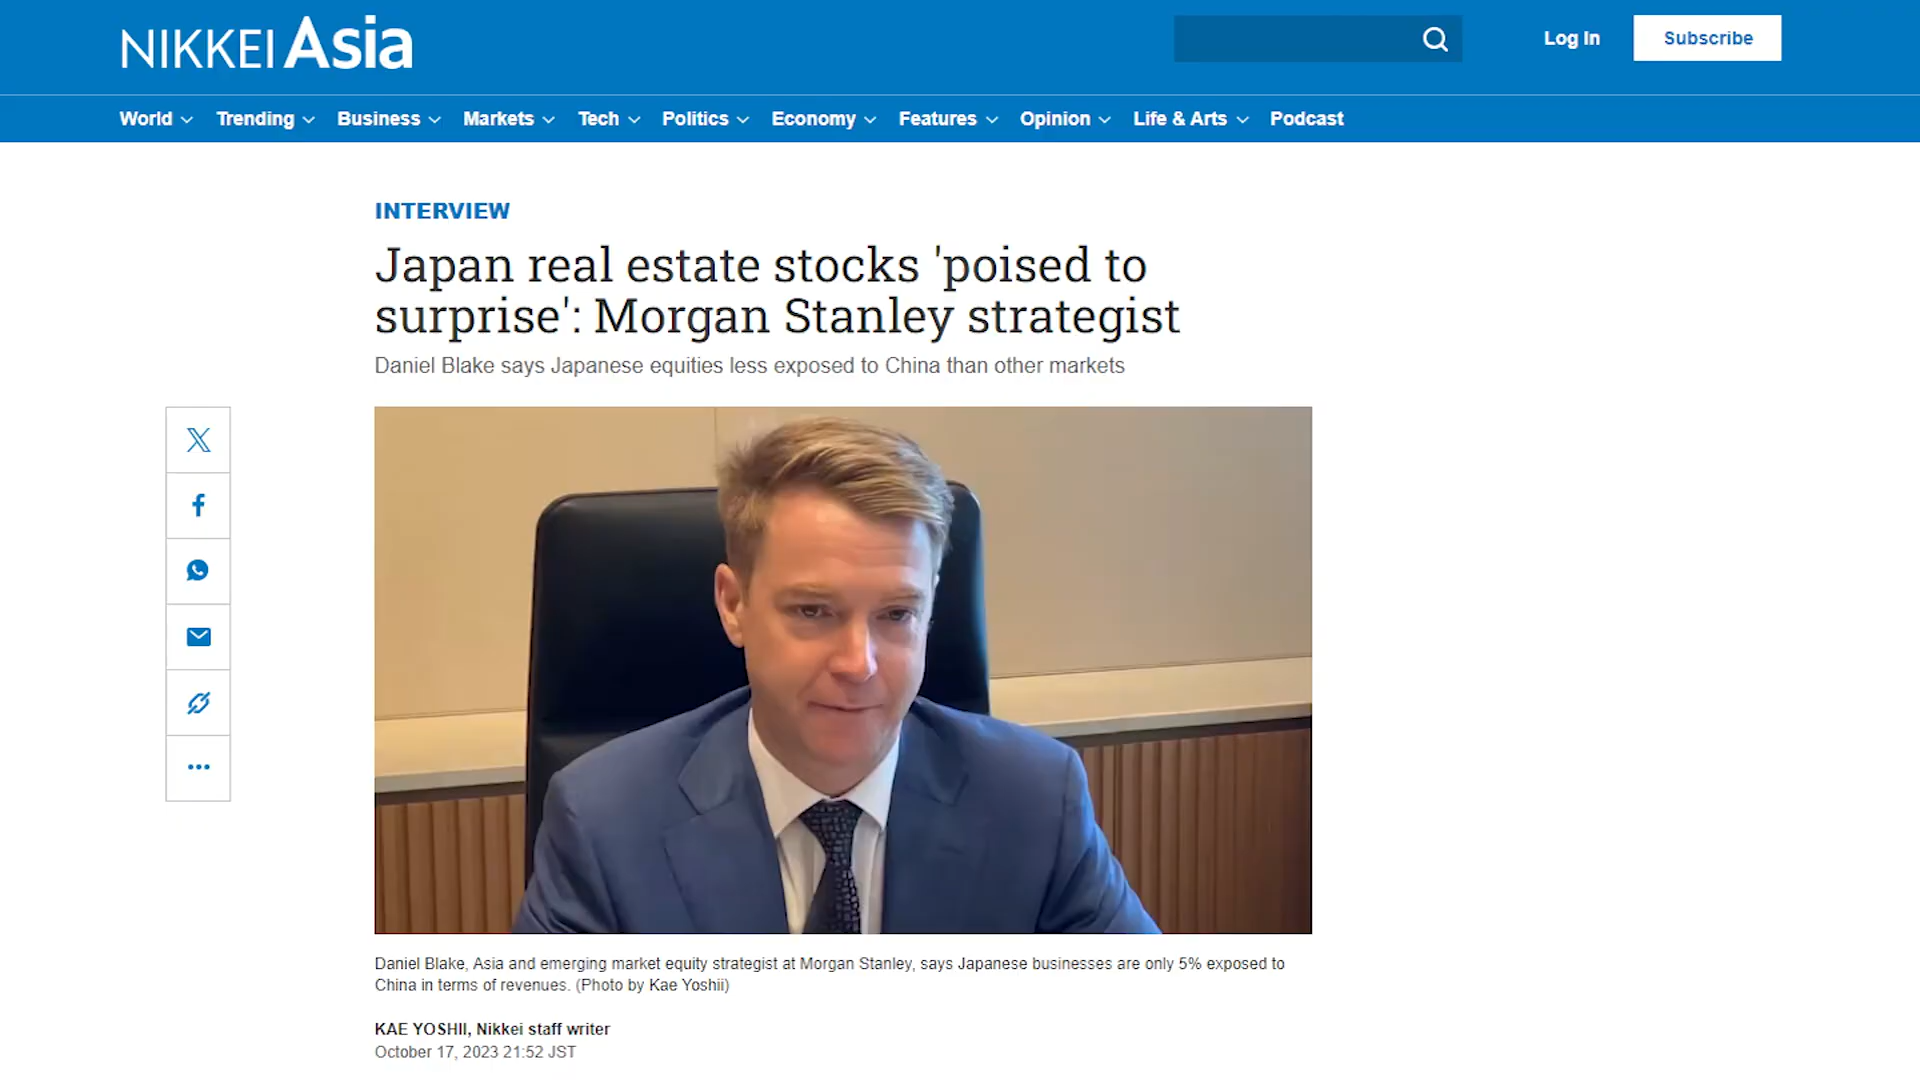 NIKKEI Asia
Log In
Subscribe
World Trending Business Markets Tech Politics Economy Features Opinion Life & Arts Podcast
INTERVIEW
Japan real estate stocks 'poised to
surprise': Morgan Stanley strategist
Daniel Blake says Japanese equities less exposed to China than other markets
Daniel Blake, Asia and emerging market equity strategist at Morgan Stanley, says Japanese businesses are only 5% exposed to
China in terms of revenues. (Photo by Kae Yoshii)
KAE YOSHII, Nikkei staff writer
October 17, 2023 21:52 JST